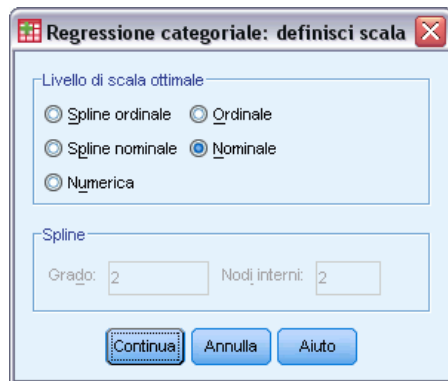 Regressione categoriale: definisci scala
Livello di scala ottimale
Spline ordinale Ordinale
Spline nominale Nominale
Numerica
Spline
Grado: 2 Nodi interni: 2
Continua Annulla Aiuto